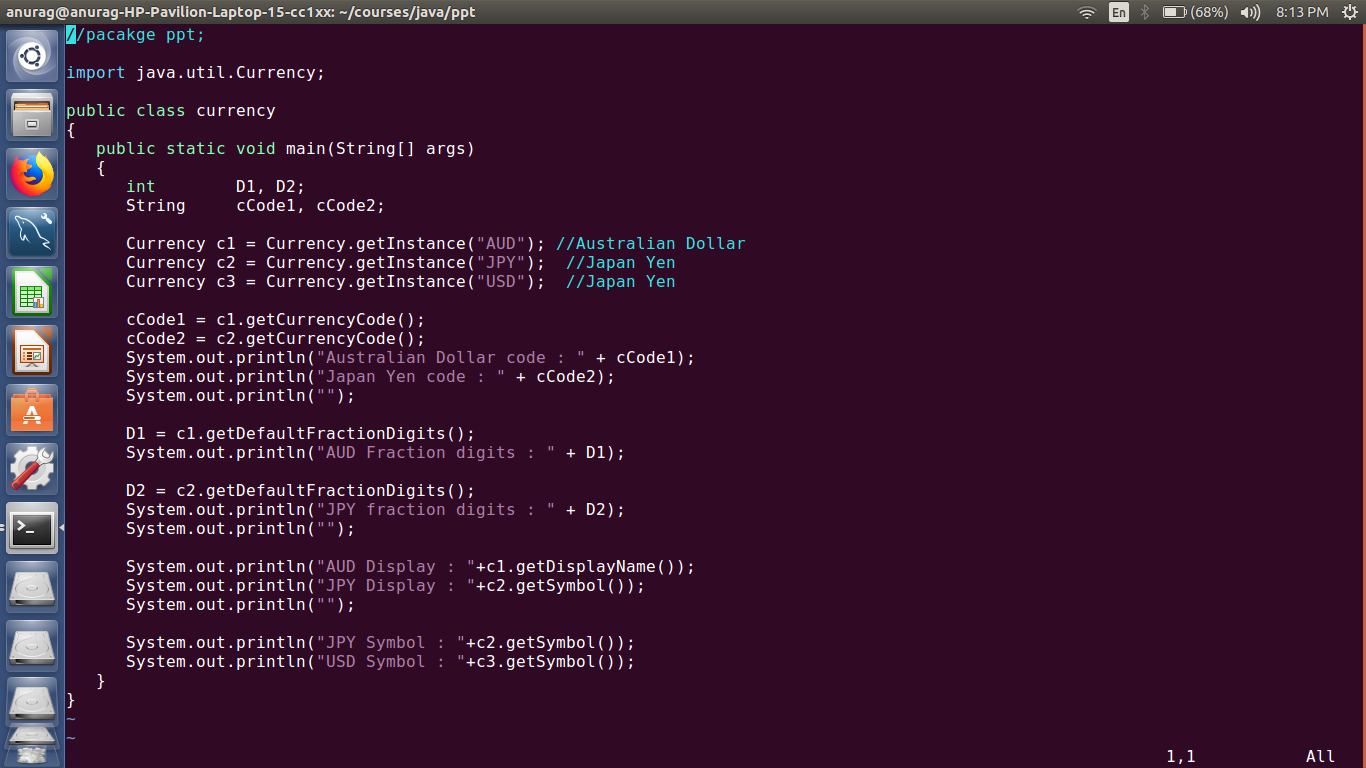 anurag@anurag-HP-Pavilion-Laptop-15-cc1xx: ~/courses/java/ppt
En
(68%)
8:13 PM
//pacakge ppt;

import java.util.Currency;

public class currency
{
   public static void main(String[] args)
   {
      int        D1, D2;
      String     cCode1, cCode2;

      Currency c1 = Currency.getInstance("AUD"); //Australian Dollar
      Currency c2 = Currency.getInstance("JPY");  //Japan Yen
      Currency c3 = Currency.getInstance("USD");  //Japan Yen

      cCode1 = c1.getCurrencyCode();
      cCode2 = c2.getCurrencyCode();
      System.out.println("Australian Dollar code : " + cCode1);
      System.out.println("Japan Yen code : " + cCode2);
      System.out.println("");

      D1 = c1.getDefaultFractionDigits();
      System.out.println("AUD Fraction digits : " + D1);

      D2 = c2.getDefaultFractionDigits();
      System.out.println("JPY fraction digits : " + D2);
      System.out.println("");

      System.out.println("AUD Display : "+c1.getDisplayName());
      System.out.println("JPY Display : "+c2.getSymbol());
      System.out.println("");

      System.out.println("JPY Symbol : "+c2.getSymbol());
      System.out.println("USD Symbol : "+c3.getSymbol());
   }
}
~
~
1,1 All